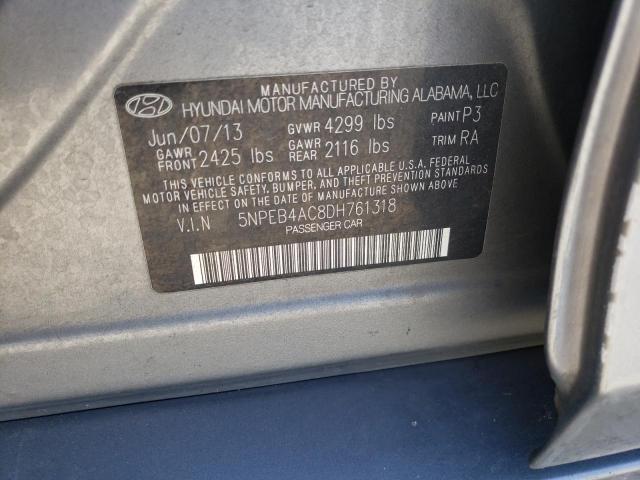 MANUFACTURED BY
HYUNDAI MOTOR MANUFACTURING ALABAMA, LLC
Jun/07/13 GVWR 4299 lbs PAINT P3
GAWR FRONT 2425 lbs GAWR REAR 2116 lbs TRIM RA
THIS VEHICLE CONFORMS TO ALL APPLICABLE U.S.A. FEDERAL
MOTOR VEHICLE SAFETY, BUMPER, AND THEFT PREVENTION STANDARDS
IN EFFECT ON THE DATE OF MANUFACTURE SHOWN ABOVE.
V.I.N 5NPEB4AC8DH761318
PASSENGER CAR